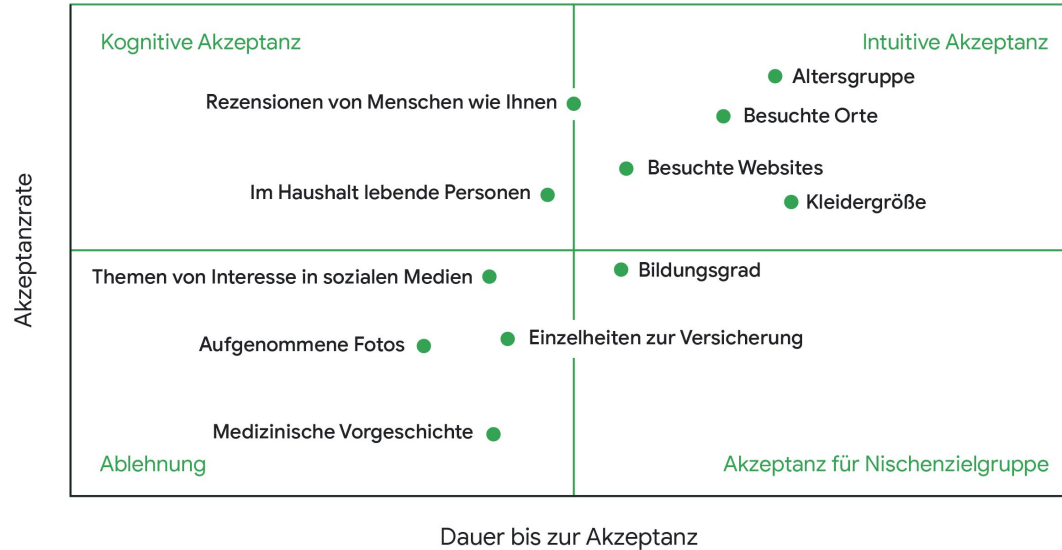 Kognitive Akzeptanz
Intuitive Akzeptanz
Altersgruppe
Rezensionen von Menschen wie Ihnen
Besuchte Orte
Besuchte Websites
Im Haushalt lebende Personen
Kleidergröße
Akzeptanzrate
Themen von Interesse in sozialen Medien
Bildungsgrad
Einzelheiten zur Versicherung
Aufgenommene Fotos
Medizinische Vorgeschichte
Ablehnung
Akzeptanz für Nischenzielgruppe
Dauer bis zur Akzeptanz